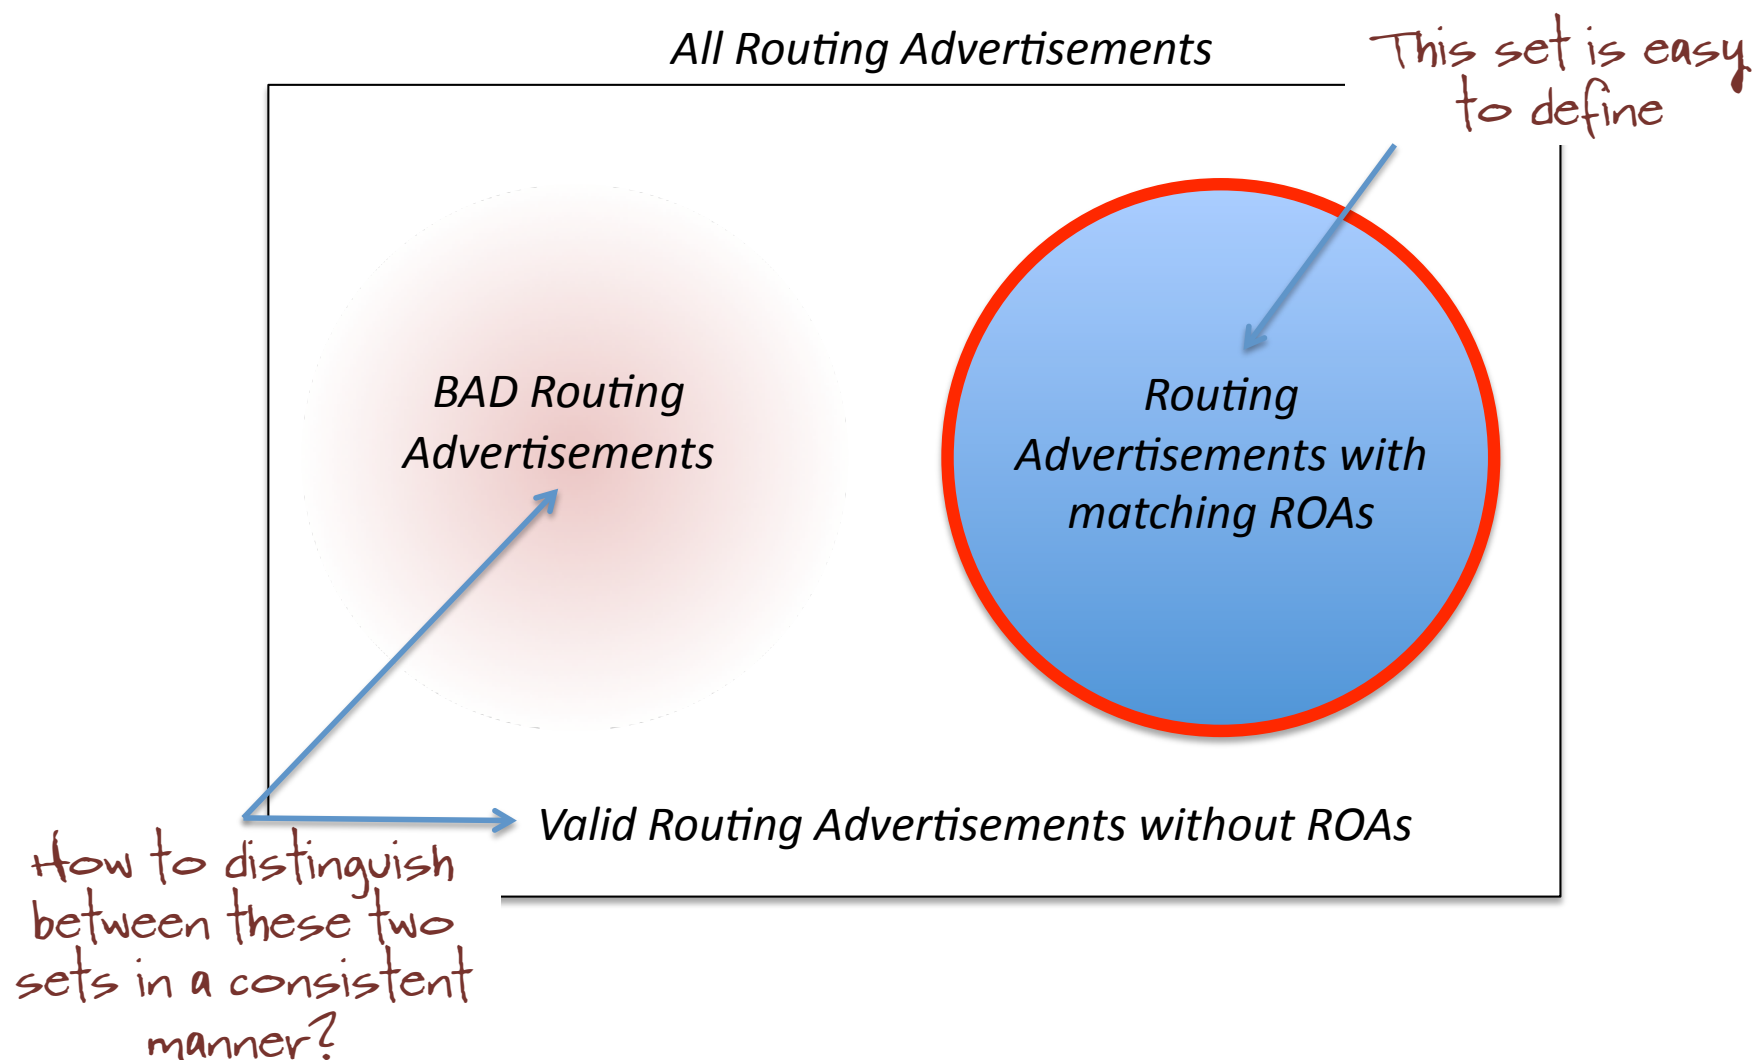 All Routing Advertisements
This set is easy
to define
BAD Routing
Advertisements
Routing
Advertisements with
matching ROAs
Valid Routing Advertisements without ROAs
How to distinguish
between these two
sets in a consistent
manner?